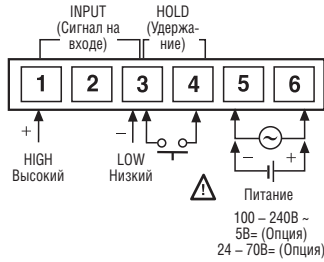 INPUT HOLD
(Сигнал на (Удержа-
входе) ние)
1 2 3 4 5 6
+ – – +
HIGH LOW
Высокий Низкий
Питание
100 – 240В ~
5В= (Опция)
24 – 70В= (Опция)